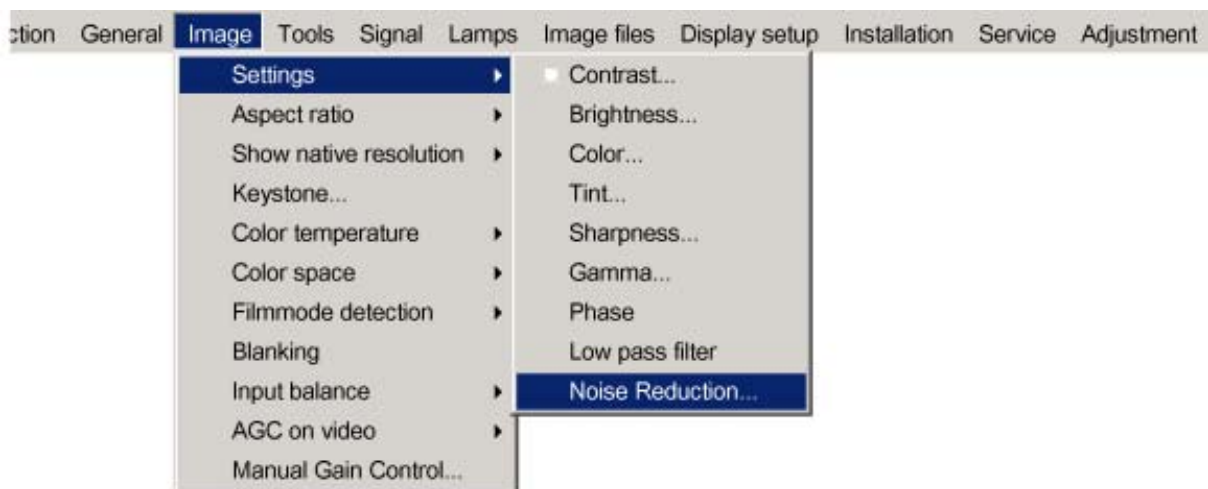 ction General Image Tools Signal Lamps Image files Display setup Installation Service Adjustment
Settings
Aspect ratio
Show native resolution
Keystone...
Color temperature
Color space
Filmmode detection
Blanking
Input balance
AGC on video
Manual Gain Control...
Contrast...
Brightness...
Color...
Tint...
Sharpness...
Gamma...
Phase
Low pass filter
Noise Reduction...